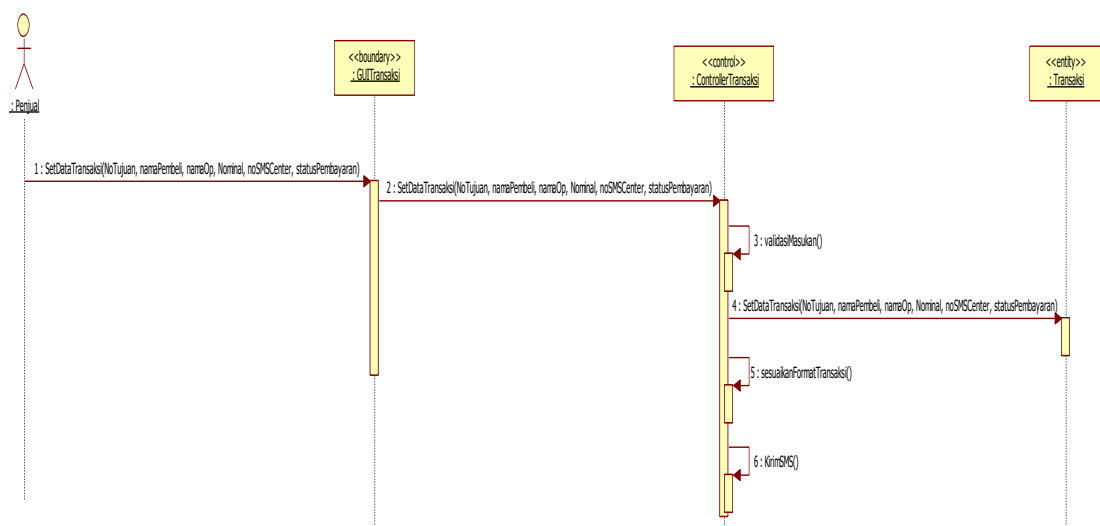 <<boundary>>
: GUITransaksi
<<control>>
: ControllerTransaksi
<<entity>>
: Transaksi
: Penjual
1 : SetDataTransaksi(NoTujuan, namaPembeli, namaOp, Nominal, noSMSCenter, statusPembayaran)
2 : SetDataTransaksi(NoTujuan, namaPembeli, namaOp, Nominal, noSMSCenter, statusPembayaran)
3 : validasiMasukan()
4 : SetDataTransaksi(NoTujuan, namaPembeli, namaOp, Nominal, noSMSCenter, statusPembayaran)
5 : sesuaikanFormatTransaksi()
6 : KirimSMS()